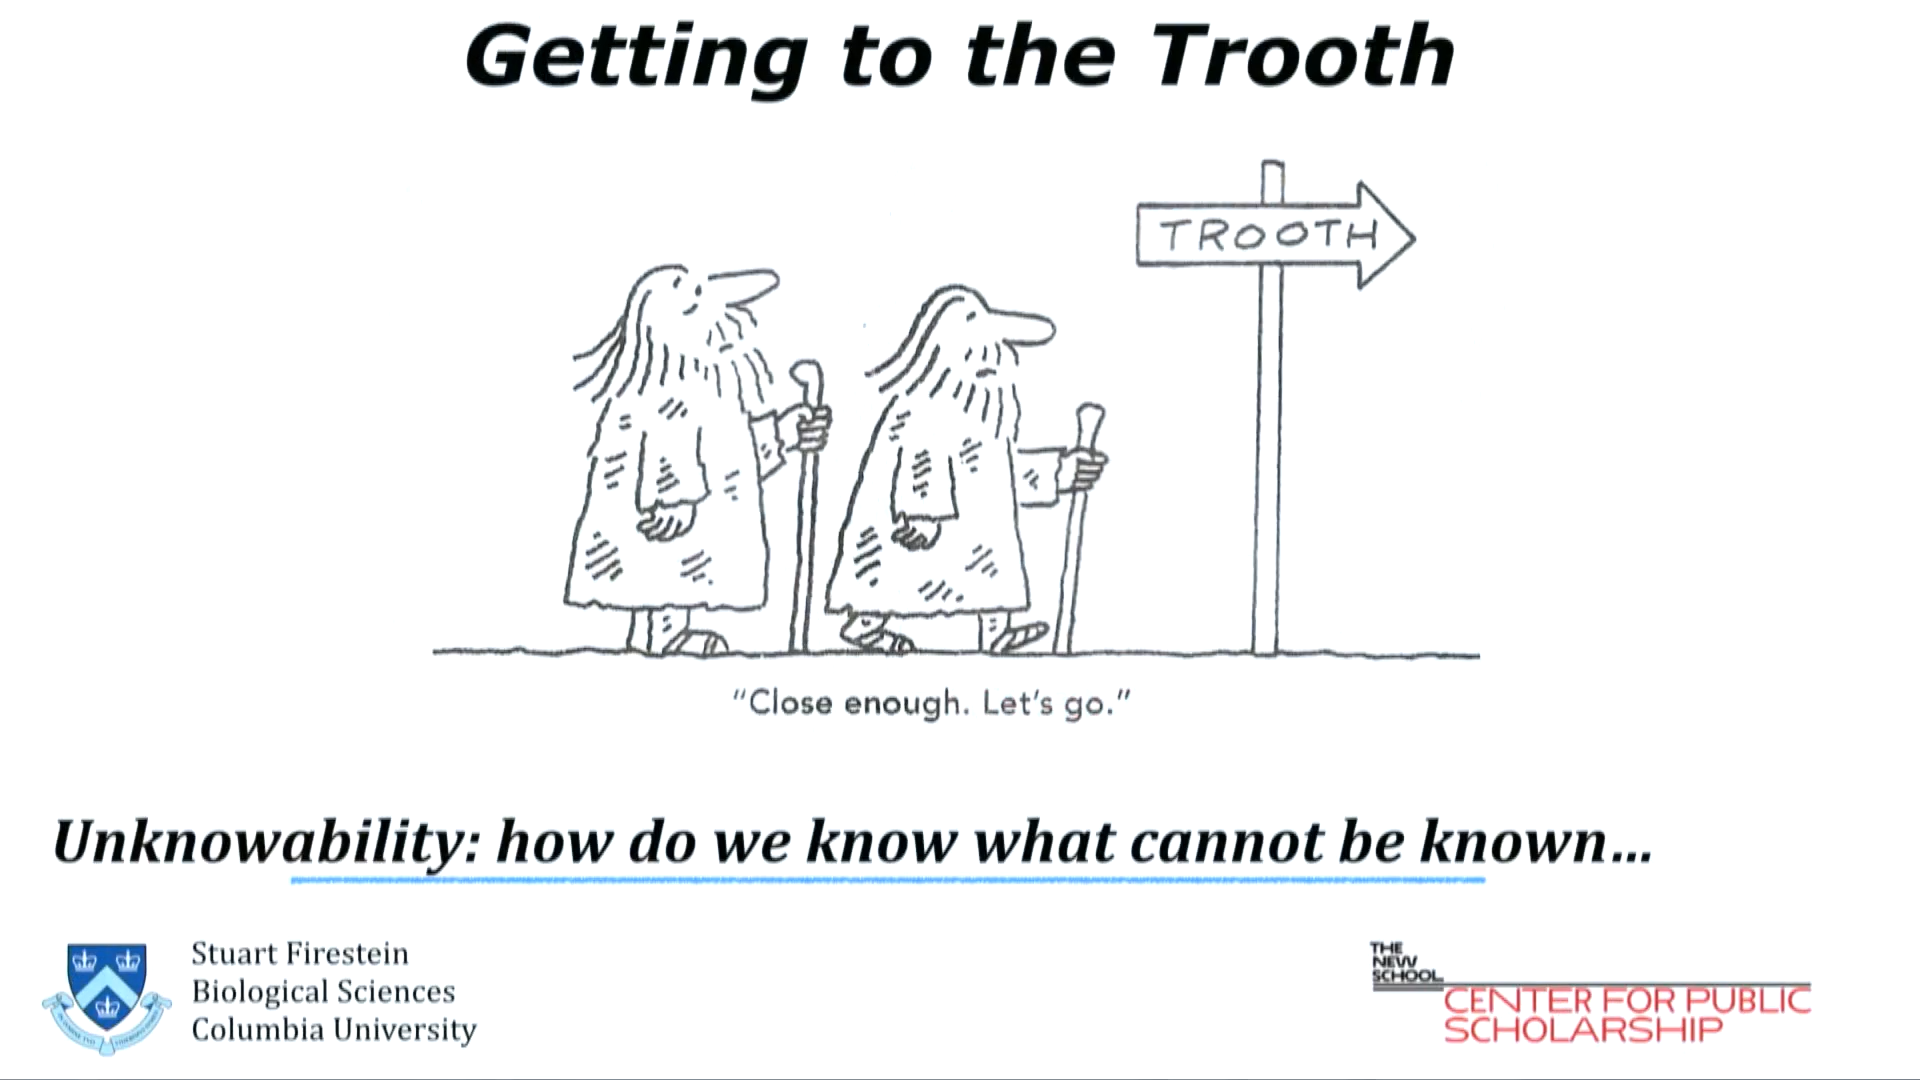 Getting to the Trooth
TROOTH
"Close enough. Let's go."
Unknowability: how do we know what cannot be known...
Stuart Firestein
Biological Sciences
Columbia University
THE
NEW
SCHOOL
CENTER FOR PUBLIC
SCHOLARSHIP